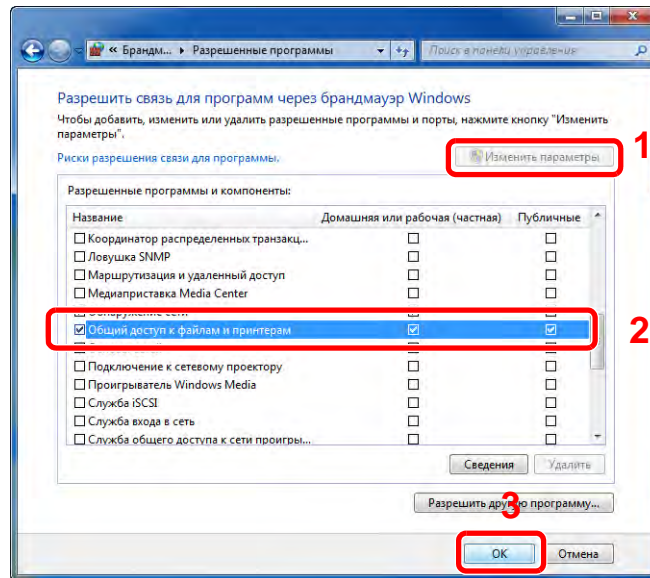 « Брандм... ▸ Разрешенные программы
Поиск в панели управления
Разрешить связь для программ через брандмауэр Windows
Чтобы добавить, изменить или удалить разрешенные программы и порты, нажмите кнопку "Изменить
параметры".
Риски разрешения связи для программы.
Изменить параметры
1
Разрешенные программы и компоненты:
Название Домашняя или рабочая (частная) Публичные
Координатор распределенных транзакц...
Ловушка SNMP
Маршрутизация и удаленный доступ
Медиаприставка Media Center
Обнаружение сети
Общий доступ к файлам и принтерам
2
Подключение к сетевому проектору
Проигрыватель Windows Media
Служба iSCSI
Служба входа в сеть
Служба общего доступа к сети проигры...
Сведения Удалить
Разрешить другую программу...
3
ОК Отмена